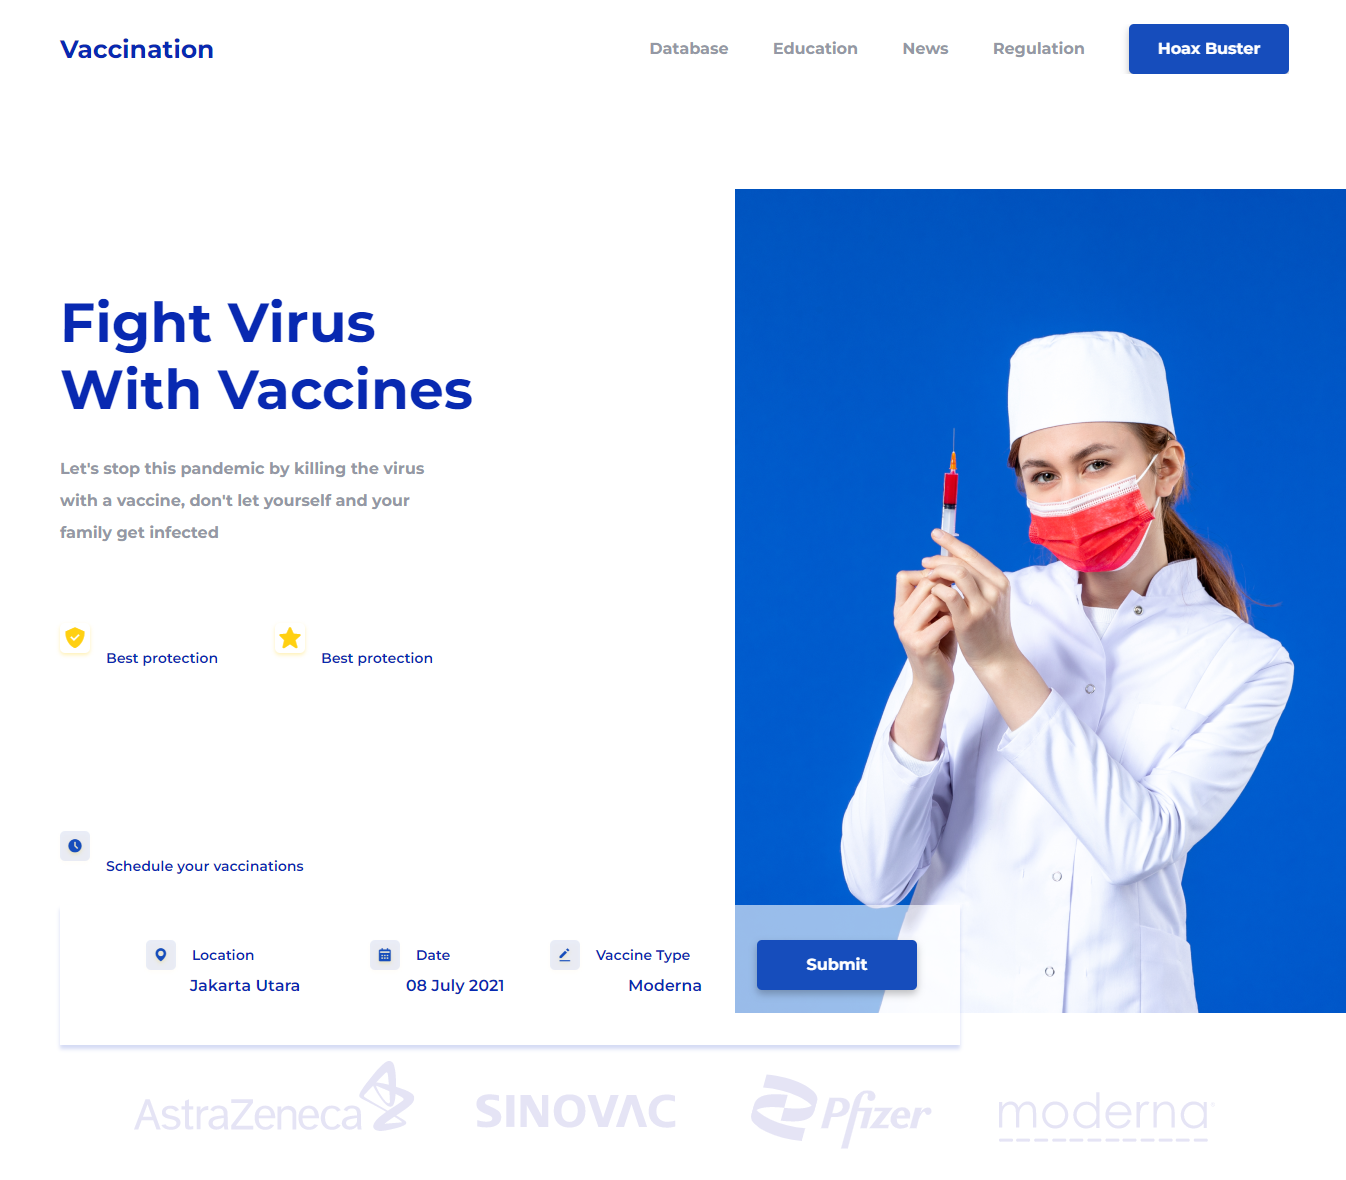 Vaccination
Database
Education
News
Regulation
Hoax Buster
Fight Virus
With Vaccines
Let's stop this pandemic by killing the virus
with a vaccine, don't let yourself and your
family get infected
Best protection
Best protection
Schedule your vaccinations
Location
Jakarta Utara
Date
08 July 2021
Vaccine Type
Moderna
Submit
AstraZeneca
SINOVAC
Pfizer
moderna